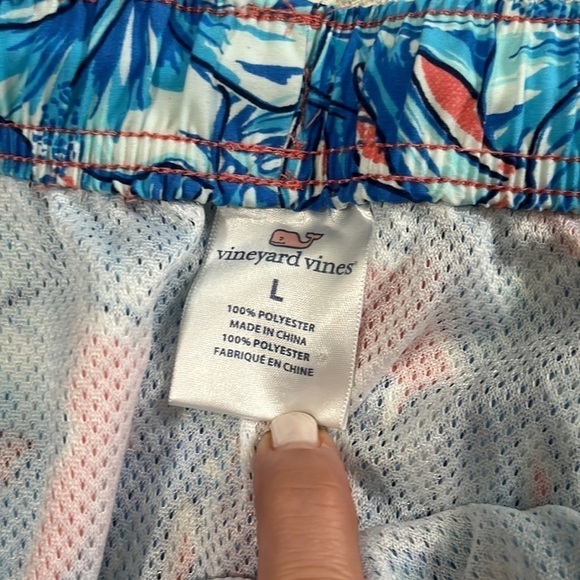 vineyard vines®
L
100% POLYESTER
MADE IN CHINA
100% POLYESTER
FABRIQUÉ EN CHINE